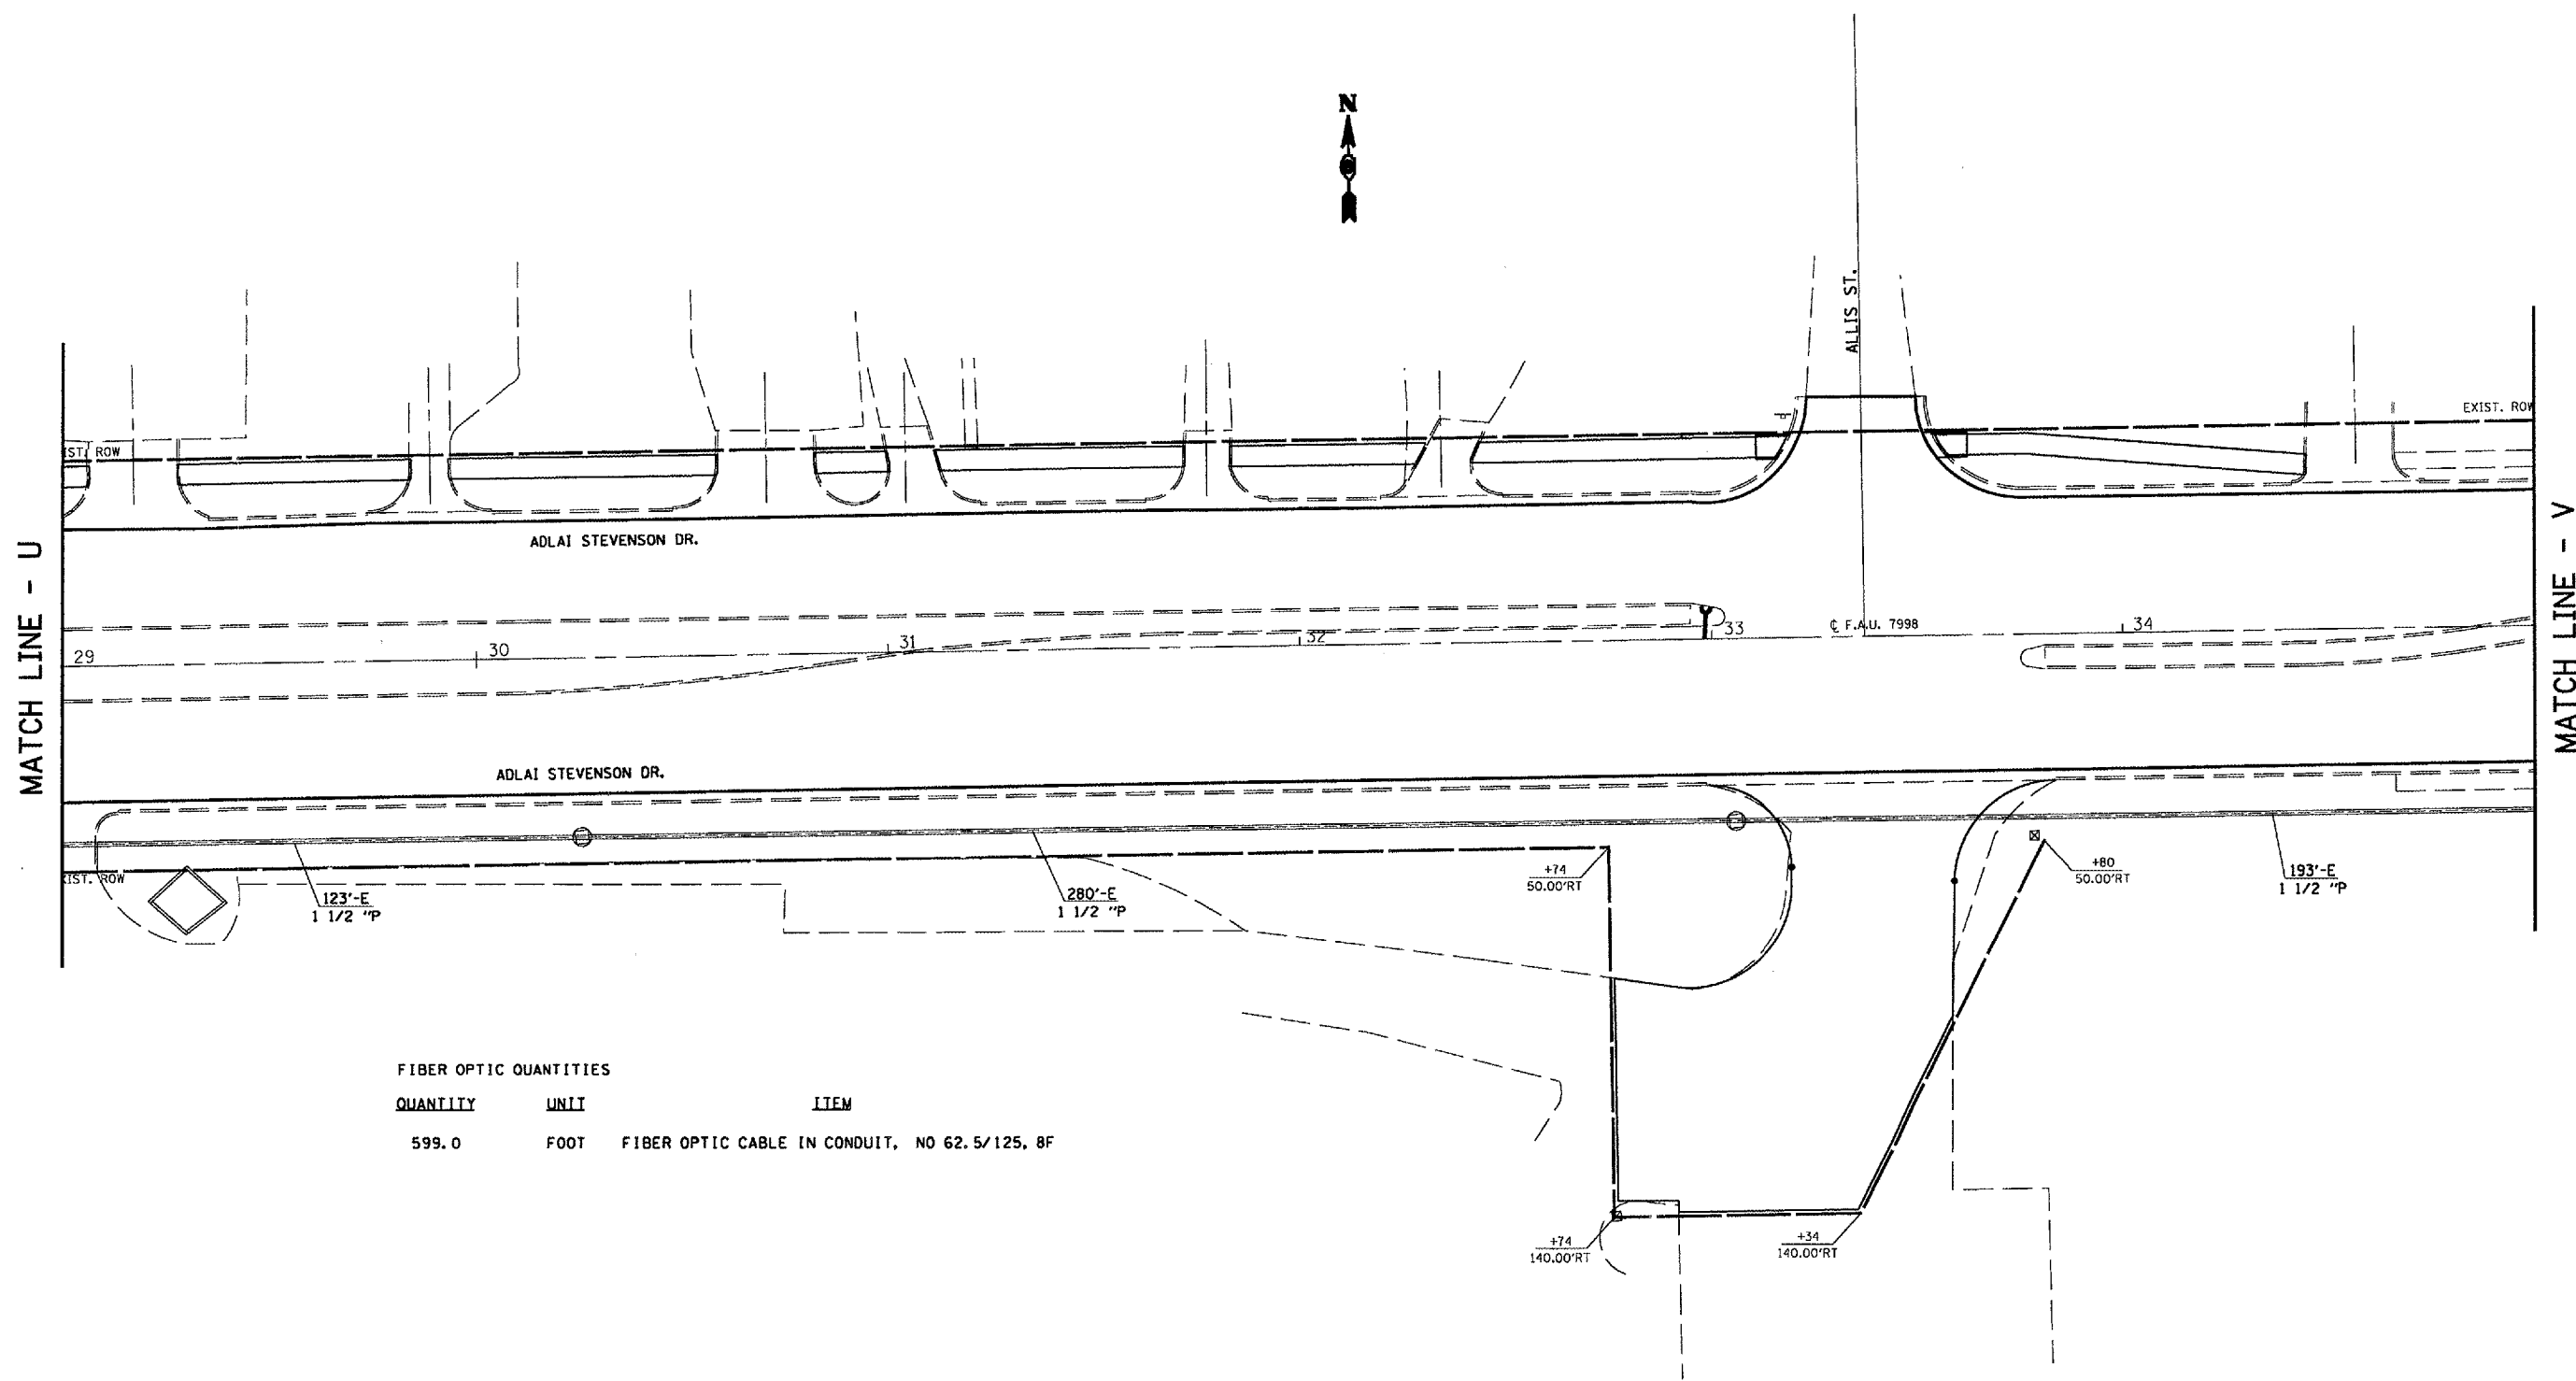 N
ALLIS ST.
EXIST. ROW
IST. ROW
ADLAI STEVENSON DR.
MATCH LINE - U
MATCH LINE - V
29
30
31
32
33
℄ F.A.U. 7998
34
ADLAI STEVENSON DR.
XIST. ROW
123'-E
1 1/2 "P
280'-E
1 1/2 "P
+74
50.00'RT
+80
50.00'RT
193'-E
1 1/2 "P
FIBER OPTIC QUANTITIES
QUANTITY UNIT ITEM
599.0 FOOT FIBER OPTIC CABLE IN CONDUIT, NO 62.5/125, 8F
+74
140.00'RT
+34
140.00'RT